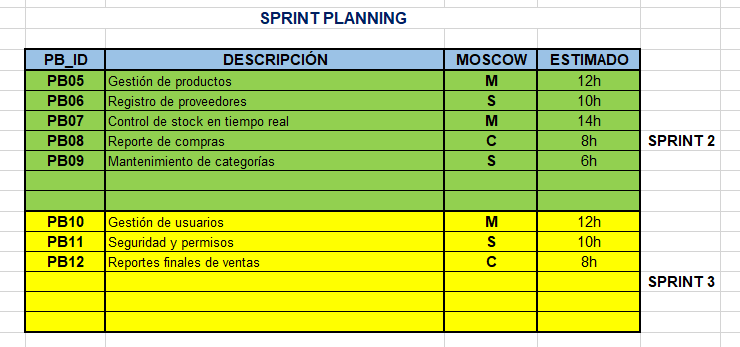 SPRINT PLANNING
PB_ID DESCRIPCIÓN MOSCOW ESTIMADO
PB05 Gestión de productos M 12h
PB06 Registro de proveedores S 10h
PB07 Control de stock en tiempo real M 14h
PB08 Reporte de compras C 8h SPRINT 2
PB09 Mantenimiento de categorías S 6h
PB10 Gestión de usuarios M 12h
PB11 Seguridad y permisos S 10h
PB12 Reportes finales de ventas C 8h
SPRINT 3